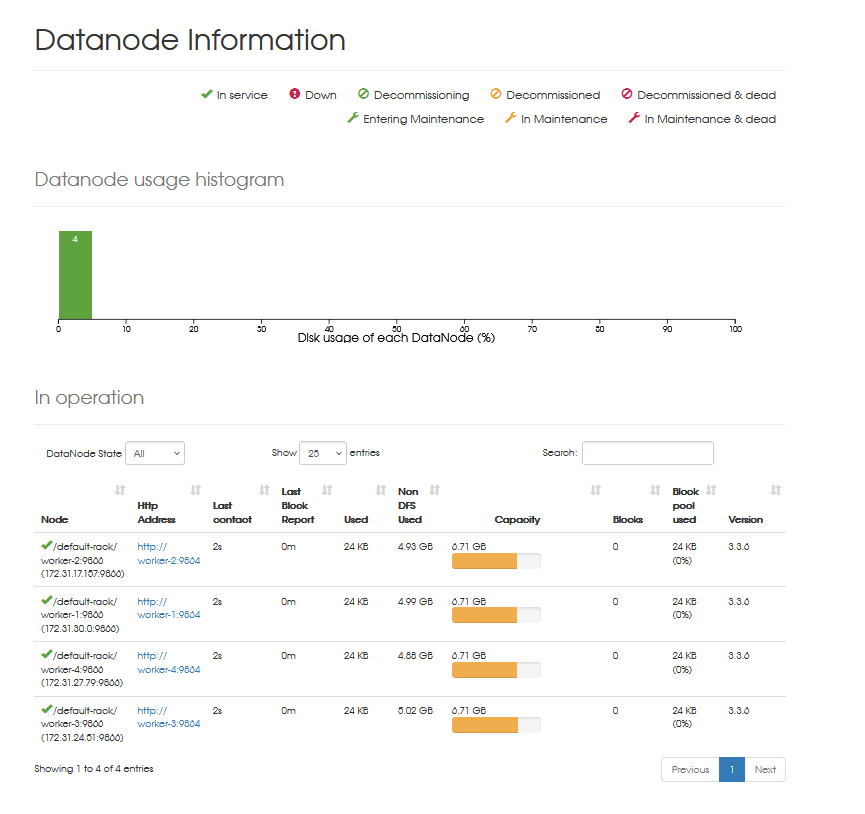 Datanode Information
In service Down Decommissioning Decommissioned Decommissioned & dead
Entering Maintenance In Maintenance In Maintenance & dead
Datanode usage histogram
4
0 10 20 30 40 50 60 70 80 90 100
Disk usage of each DataNode (%)
In operation
DataNode State All Show 25 entries Search:
Node Http Address Last contact Last Block Report Used Non DFS Used Capacity Blocks Block pool used Version
/default-rack/ http:// 2s 0m 24 KB 4.93 GB 6.71 GB 0 24 KB 3.3.6
worker-2:9866 worker-2:9864 (0%)
(172.31.17.157:9866)
/default-rack/ http:// 2s 0m 24 KB 4.99 GB 6.71 GB 0 24 KB 3.3.6
worker-1:9866 worker-1:9864 (0%)
(172.31.30.0:9866)
/default-rack/ http:// 2s 0m 24 KB 4.88 GB 6.71 GB 0 24 KB 3.3.6
worker-4:9866 worker-4:9864 (0%)
(172.31.27.79:9866)
/default-rack/ http:// 2s 0m 24 KB 5.02 GB 6.71 GB 0 24 KB 3.3.6
worker-3:9866 worker-3:9864 (0%)
(172.31.24.51:9866)
Showing 1 to 4 of 4 entries Previous 1 Next